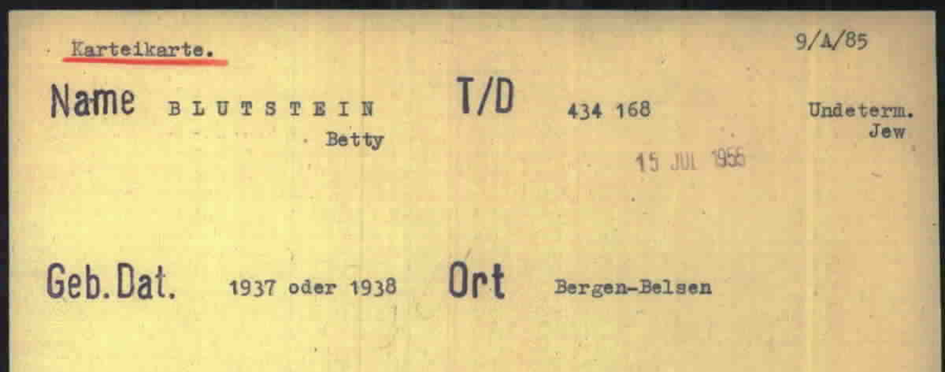 Karteikarte. 9/A/85
Name BLUTSTEIN T/D 434 168 Undeterm.
Betty Jew
15 JUL 1955
Geb. Dat. 1937 oder 1938 Ort Bergen-Belsen